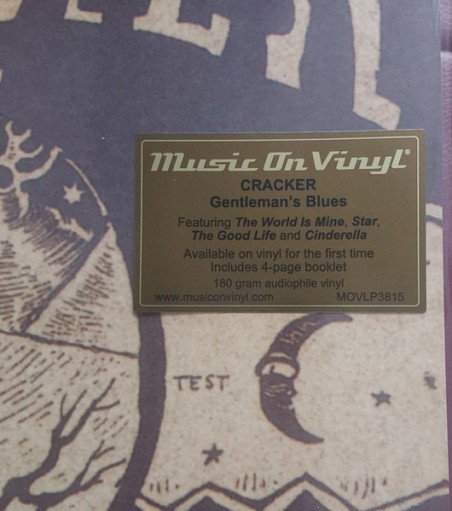 Music On Vinyl®
CRACKER
Gentleman's Blues
Featuring The World Is Mine, Star,
The Good Life and Cinderella
Available on vinyl for the first time
Includes 4-page booklet
180 gram audiophile vinyl
www.musiconvinyl.com MOVLP3815
TEST